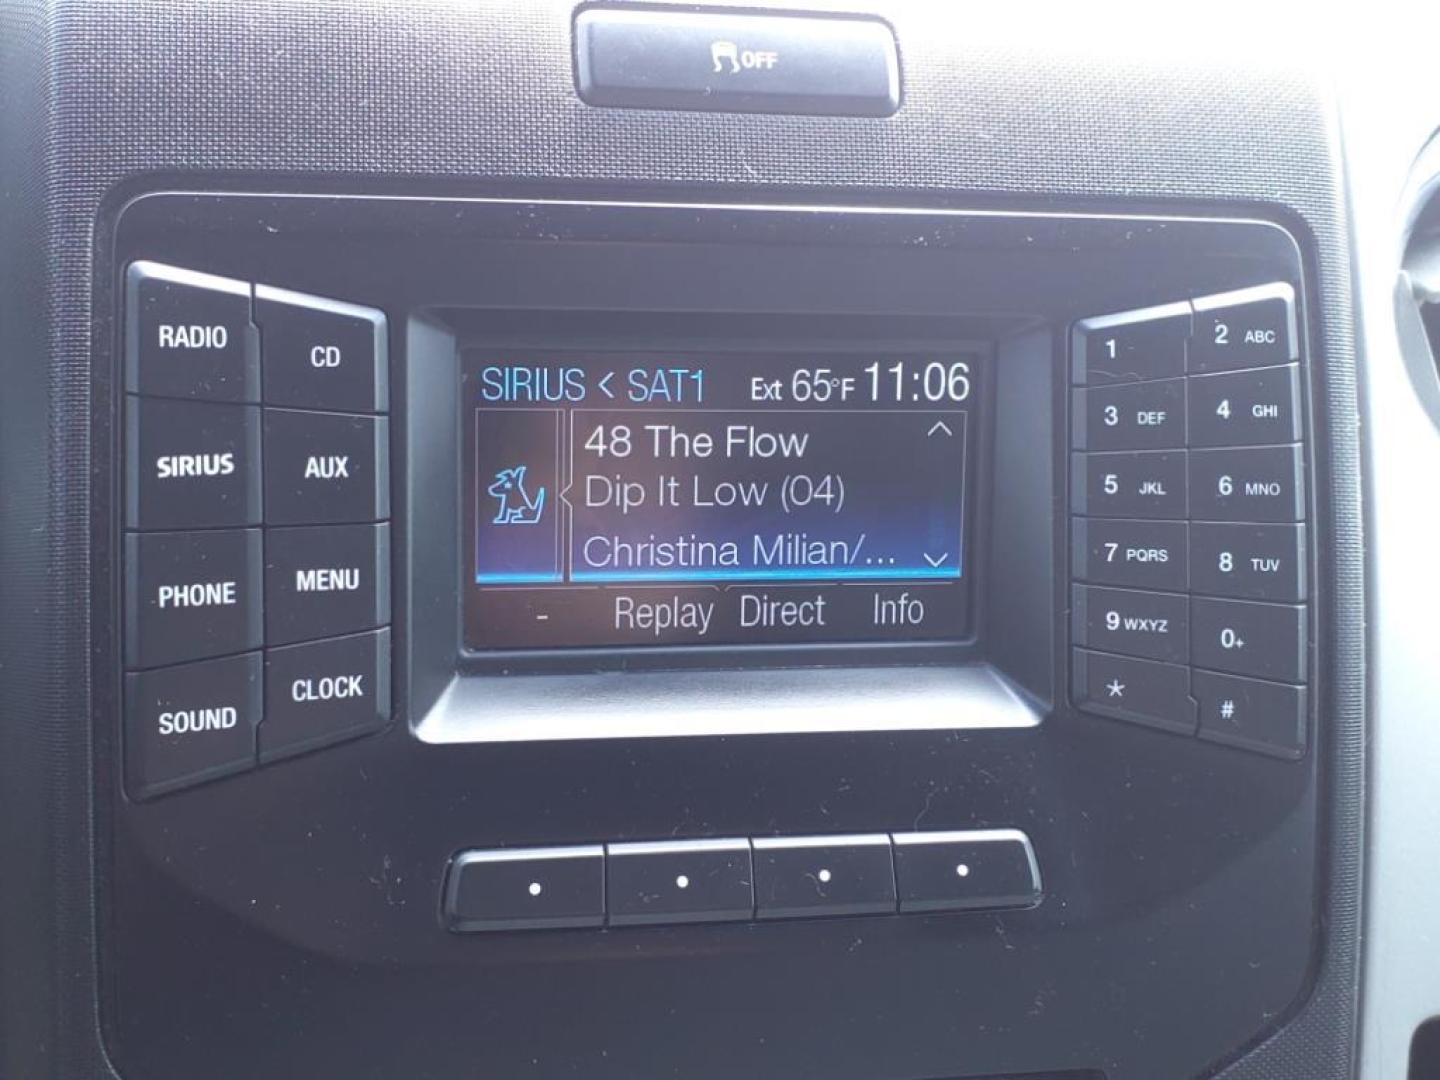 OFF
RADIO
CD
SIRIUS
AUX
PHONE
MENU
SOUND
CLOCK
SIRIUS < SAT1 Ext 65°F 11:06
48 The Flow
Dip It Low (04)
Christina Milian/...
- Replay Direct Info
1
2 ABC
3 DEF
4 GHI
5 JKL
6 MNO
7 PQRS
8 TUV
9 WXYZ
0+
*
#